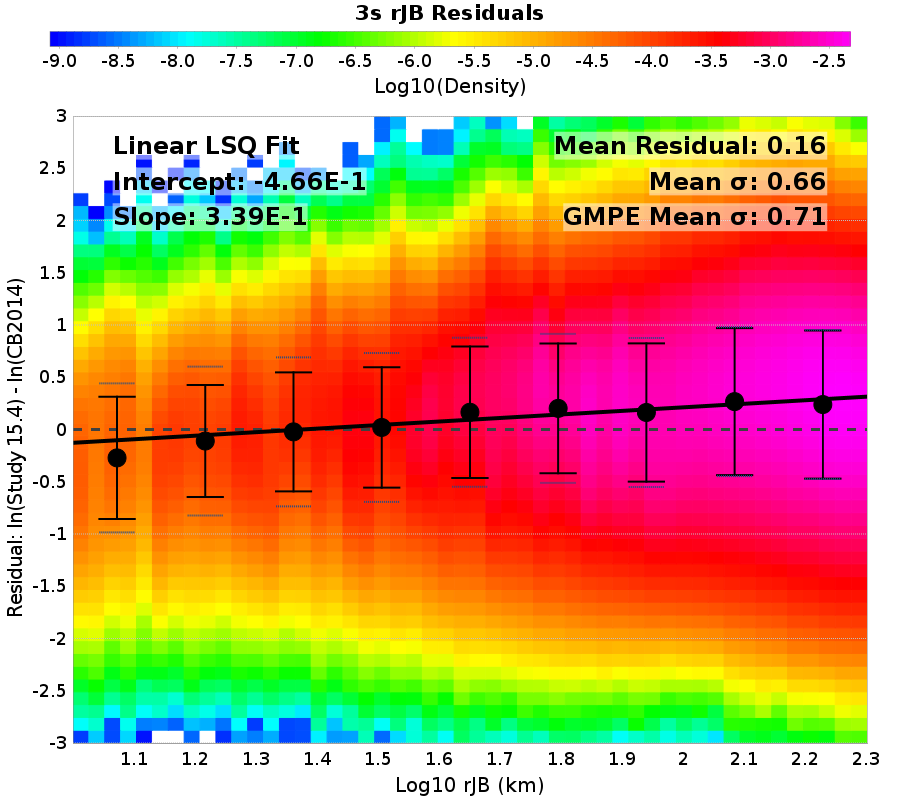 3s rJB Residuals
-9.0 -8.5 -8.0 -7.5 -7.0 -6.5 -6.0 -5.5 -5.0 -4.5 -4.0 -3.5 -3.0 -2.5
Log10(Density)
Linear LSQ Fit
Intercept: -4.66E-1
Slope: 3.39E-1
Mean Residual: 0.16
Mean σ: 0.66
GMPE Mean σ: 0.71
Residual: ln(Study 15.4) - ln(CB2014)
3
2.5
2
1.5
1
0.5
0
-0.5
-1
-1.5
-2
-2.5
-3
1.1 1.2 1.3 1.4 1.5 1.6 1.7 1.8 1.9 2 2.1 2.2 2.3
Log10 rJB (km)